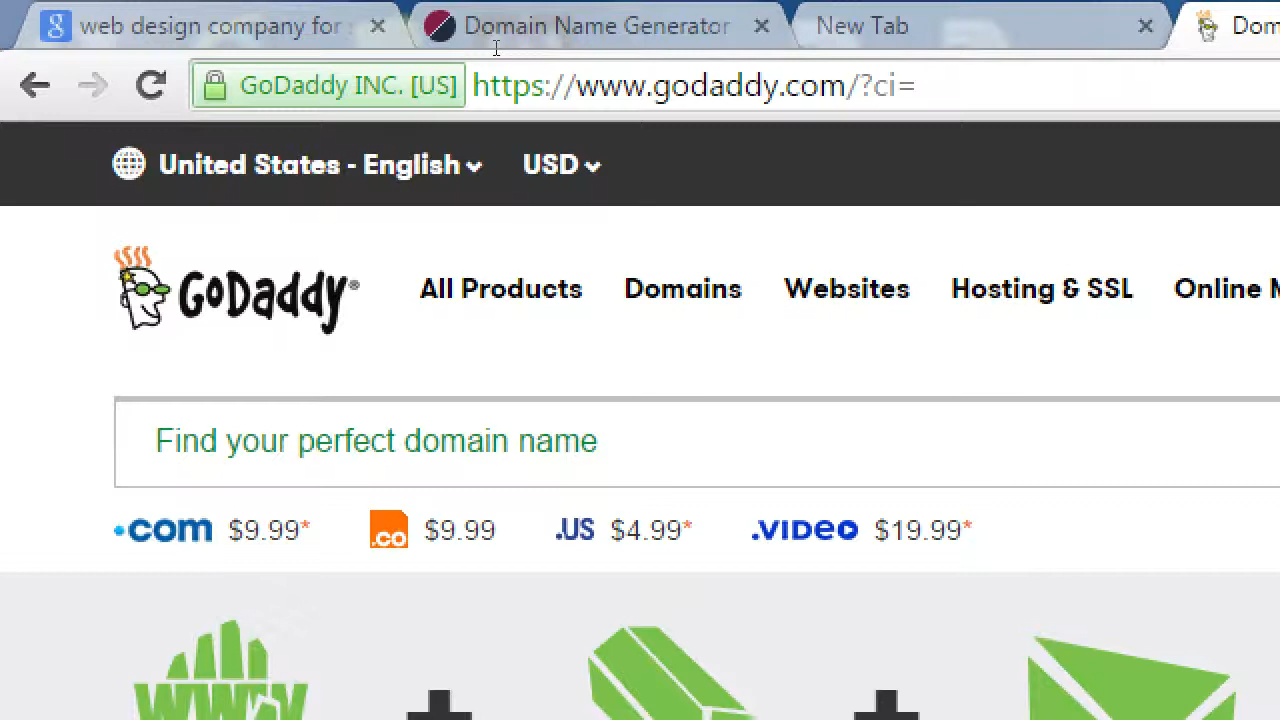 web design company for
Domain Name Generator
New Tab
Dom
GoDaddy INC. [US]
https://www.godaddy.com/?ci=
United States - English
USD
GoDaddy®
All Products
Domains
Websites
Hosting & SSL
Online M
Find your perfect domain name
.com $9.99*
.co $9.99
.US $4.99*
.VIDEO $19.99*
www